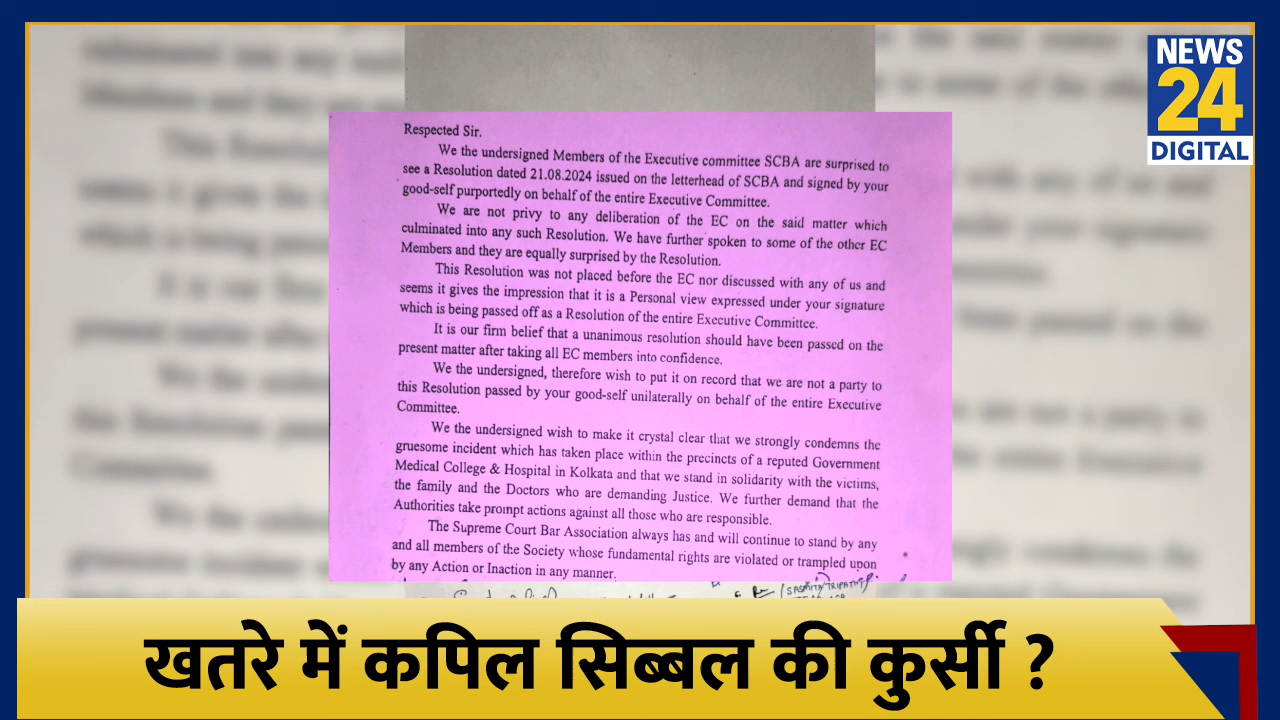 NEWS
24
DIGITAL
Respected Sir.
We the undersigned Members of the Executive committee SCBA are surprised to
see a Resolution dated 21.08.2024 issued on the letterhead of SCBA and signed by your
good-self purportedly on behalf of the entire Executive Committee.
We are not privy to any deliberation of the EC on the said matter which
culminated into any such Resolution. We have further spoken to some of the other EC
Members and they are equally surprised by the Resolution.
This Resolution was not placed before the EC nor discussed with any of us and
seems it gives the impression that it is a Personal view expressed under your signature
which is being passed off as a Resolution of the entire Executive Committee.
It is our firm belief that a unanimous resolution should have been passed on the
present matter after taking all EC members into confidence.
We the undersigned, therefore wish to put it on record that we are not a party to
this Resolution passed by your good-self unilaterally on behalf of the entire Executive
Committee.
We the undersigned wish to make it crystal clear that we strongly condemns the
gruesome incident which has taken place within the precincts of a reputed Government
Medical College & Hospital in Kolkata and that we stand in solidarity with the victims,
the family and the Doctors who are demanding Justice. We further demand that the
Authorities take prompt actions against all those who are responsible.
The Supreme Court Bar Association always has and will continue to stand by any
and all members of the Society whose fundamental rights are violated or trampled upon
by any Action or Inaction in any manner.
खतरे में कपिल सिब्बल की कुर्सी ?